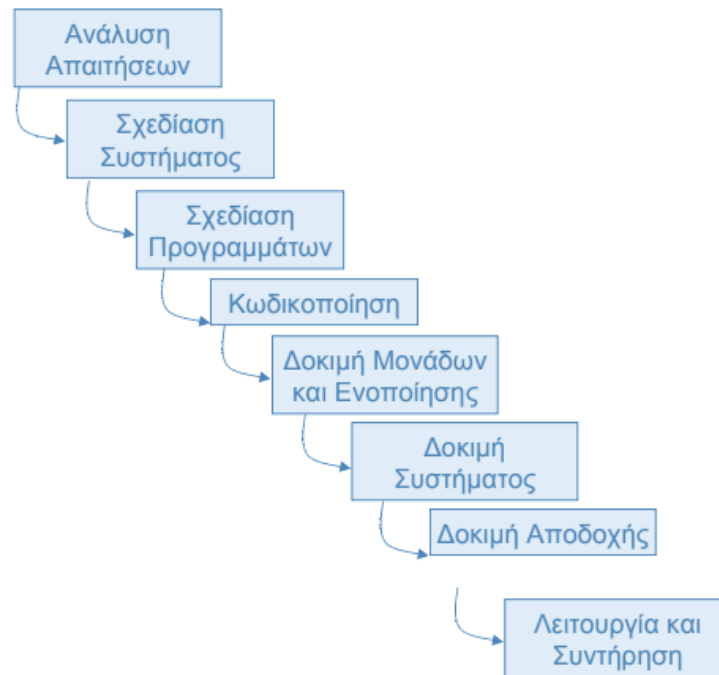 Ανάλυση
Απαιτήσεων
Σχεδίαση
Συστήματος
Σχεδίαση
Προγραμμάτων
Κωδικοποίηση
Δοκιμή Μονάδων
και Ενοποίησης
Δοκιμή
Συστήματος
Δοκιμή Αποδοχής
Λειτουργία και
Συντήρηση